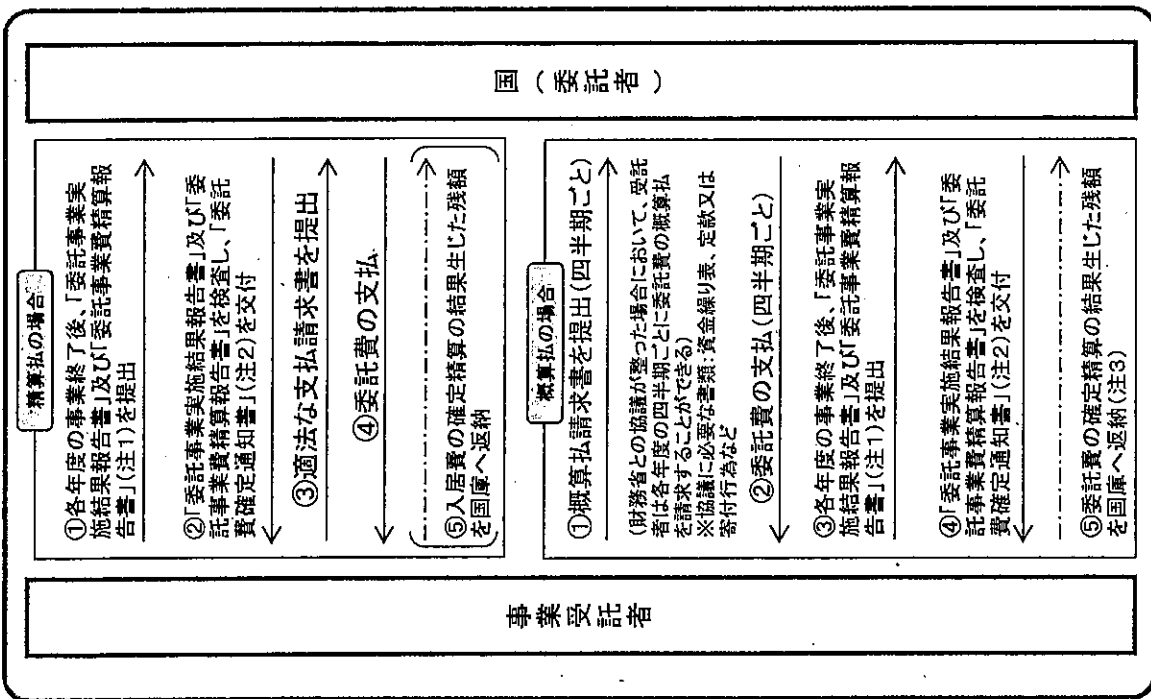 国（委託者）
精算払の場合
①各年度の事業終了後、「委託事業実
施結果報告書」及び「委託事業費精算報
告書」(注1)を提出
②「委託事業実施結果報告書」及び「委
託事業費精算報告書」を検査し、「委託
費確定通知書」(注2)を交付
③適法な支払請求書を提出
④委託費の支払
⑤入居費の確定精算の結果生じた残額
を国庫へ返納
概算払の場合
①概算払請求書を提出(四半期ごと)
(財務省との協議が整った場合において、受託
者は各年度の四半期ごとに委託費の概算払
を請求することができる)
※協議に必要な書類:資金繰り表、定款又は
寄付行為など
②委託費の支払(四半期ごと)
③各年度の事業終了後、「委託事業実
施結果報告書」及び「委託事業費精算報
告書」(注1)を提出
④「委託事業実施結果報告書」及び「委
託事業費精算報告書」を検査し、「委託
費確定通知書」(注2)を交付
⑤委託費の確定精算の結果生じた残額
を国庫へ返納(注3)
事業受託者